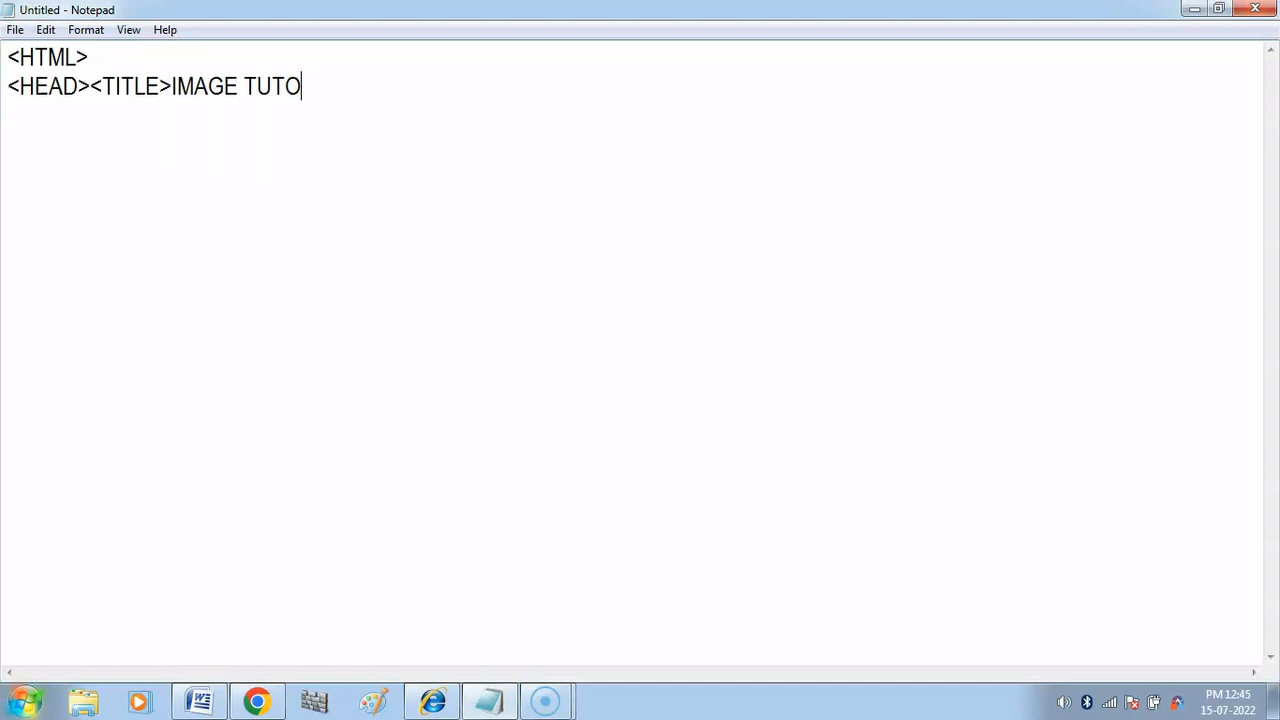 Untitled - Notepad
File Edit Format View Help
<HTML>
<HEAD><TITLE>IMAGE TUTO
PM 12:45
15-07-2022